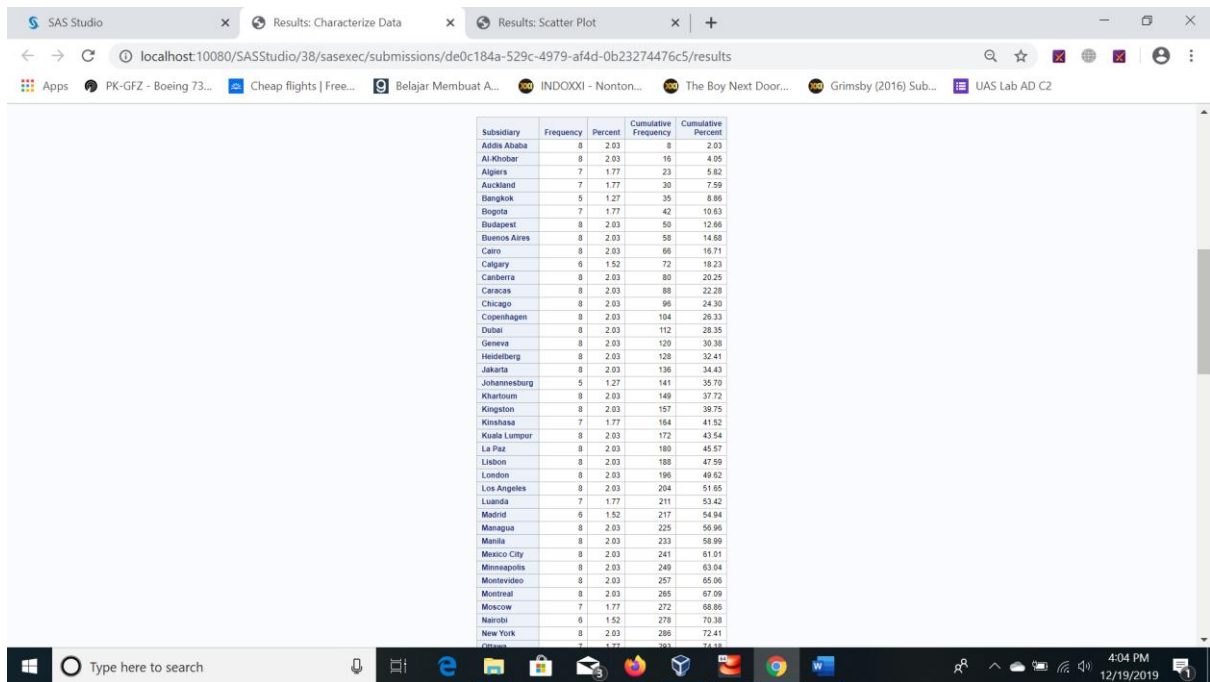 SAS Studio Results: Characterize Data Results: Scatter Plot
localhost:10080/SASStudio/38/sasexec/submissions/de0c184a-529c-4979-af4d-0b23274476c5/results
Apps PK-GFZ - Boeing 73... Cheap flights | Free... Belajar Membuat A... INDOXXI - Nonton... The Boy Next Door... Grimsby (2016) Sub... UAS Lab AD C2
Subsidiary Frequency Percent Cumulative Frequency Cumulative Percent
Addis Ababa 8 2.03 8 2.03
Al-Khobar 8 2.03 16 4.05
Algiers 7 1.77 23 5.82
Auckland 7 1.77 30 7.59
Bangkok 5 1.27 35 8.86
Bogota 7 1.77 42 10.63
Budapest 8 2.03 50 12.66
Buenos Aires 8 2.03 58 14.68
Cairo 8 2.03 66 16.71
Calgary 6 1.52 72 18.23
Canberra 8 2.03 80 20.25
Caracas 8 2.03 88 22.28
Chicago 8 2.03 96 24.30
Copenhagen 8 2.03 104 26.33
Dubai 8 2.03 112 28.35
Geneva 8 2.03 120 30.38
Heidelberg 8 2.03 128 32.41
Jakarta 8 2.03 136 34.43
Johannesburg 5 1.27 141 35.70
Khartoum 8 2.03 149 37.72
Kingston 8 2.03 157 39.75
Kinshasa 7 1.77 164 41.52
Kuala Lumpur 8 2.03 172 43.54
La Paz 8 2.03 180 45.57
Lisbon 8 2.03 188 47.59
London 8 2.03 196 49.62
Los Angeles 8 2.03 204 51.65
Luanda 7 1.77 211 53.42
Madrid 6 1.52 217 54.94
Managua 8 2.03 225 56.96
Manila 8 2.03 233 58.99
Mexico City 8 2.03 241 61.01
Minneapolis 8 2.03 249 63.04
Montevideo 8 2.03 257 65.06
Montreal 8 2.03 265 67.09
Moscow 7 1.77 272 68.86
Nairobi 6 1.52 278 70.38
New York 8 2.03 286 72.41
Ottawa 7 1.77 293 74.18
Type here to search
4:04 PM
12/19/2019